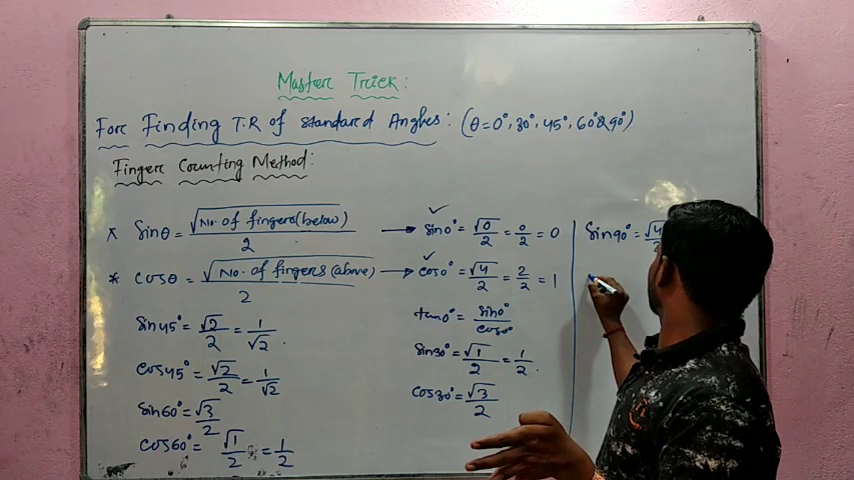 Master Trick:
For Finding T.R of standard Angles: (θ=0°, 30°, 45°, 60° & 90°)
Finger Counting Method:
* Sinθ = √No. of fingers(below) / 2 → sin0° = √0/2 = 0/2 = 0
* cosθ = √No. of fingers (above) / 2 → cos0° = √4/2 = 2/2 = 1
tan0° = sin0°/cos0°
Sin45° = √2/2 = 1/√2.
Sin30° = √1/2 = 1/2.
cos45° = √2/2 = 1/√2
cos30° = √3/2
Sin60° = √3/2
cos60° = √1/2 = 1/2
Sin90° = √4